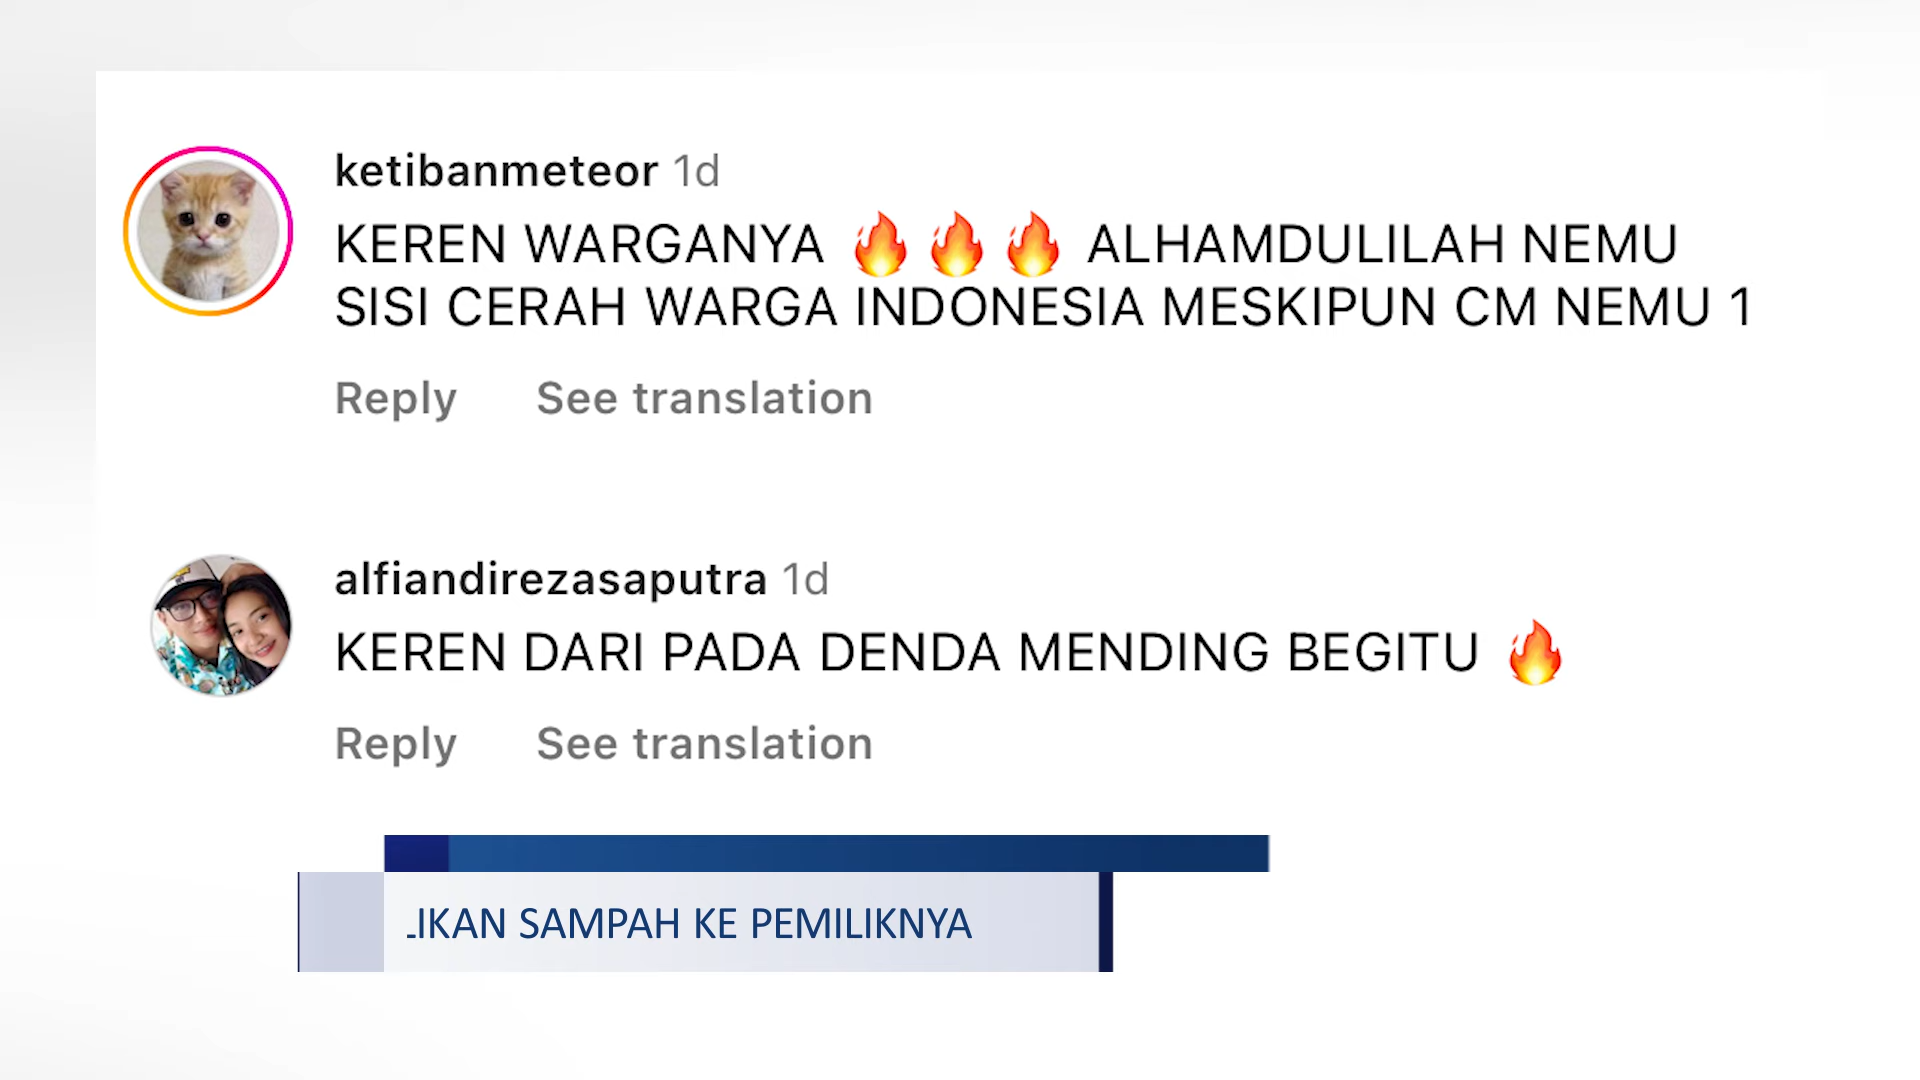 ketibanmeteor 1d
KEREN WARGANYA 🔥🔥🔥 ALHAMDULILAH NEMU
SISI CERAH WARGA INDONESIA MESKIPUN CM NEMU 1
Reply See translation
alfiandirezasaputra 1d
KEREN DARI PADA DENDA MENDING BEGITU 🔥
Reply See translation
IKAN SAMPAH KE PEMILIKNYA